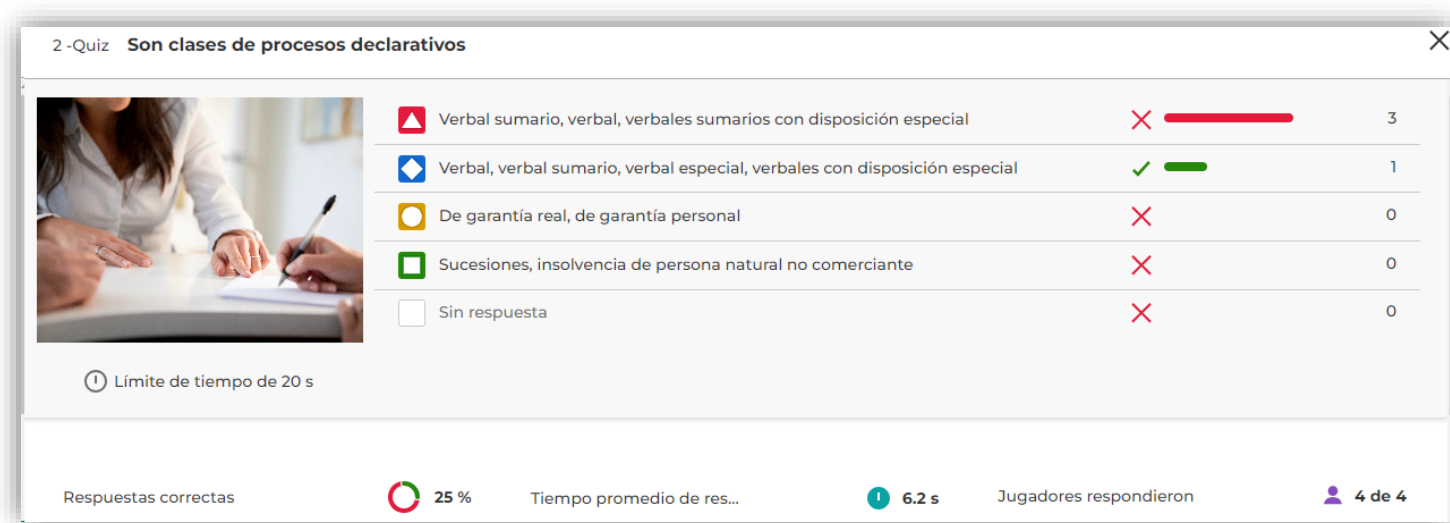 2 -Quiz Son clases de procesos declarativos
Verbal sumario, verbal, verbales sumarios con disposición especial 3
Verbal, verbal sumario, verbal especial, verbales con disposición especial 1
De garantía real, de garantía personal 0
Sucesiones, insolvencia de persona natural no comerciante 0
Sin respuesta 0
Límite de tiempo de 20 s
Respuestas correctas 25 % Tiempo promedio de res... 6.2 s Jugadores respondieron 4 de 4